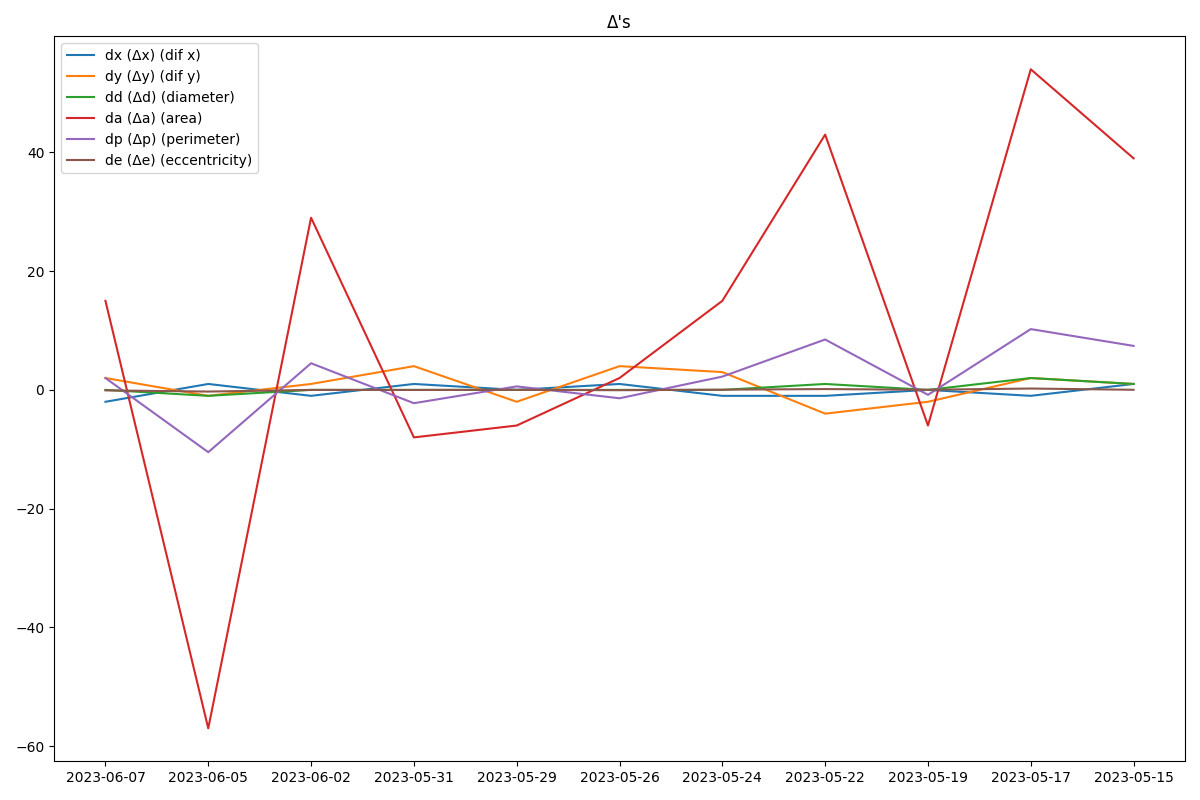 Δ's
dx (Δx) (dif x)
dy (Δy) (dif y)
dd (Δd) (diameter)
da (Δa) (area)
dp (Δp) (perimeter)
de (Δe) (eccentricity)
40
20
0
−20
−40
−60
2023-06-07 2023-06-05 2023-06-02 2023-05-31 2023-05-29 2023-05-26 2023-05-24 2023-05-22 2023-05-19 2023-05-17 2023-05-15